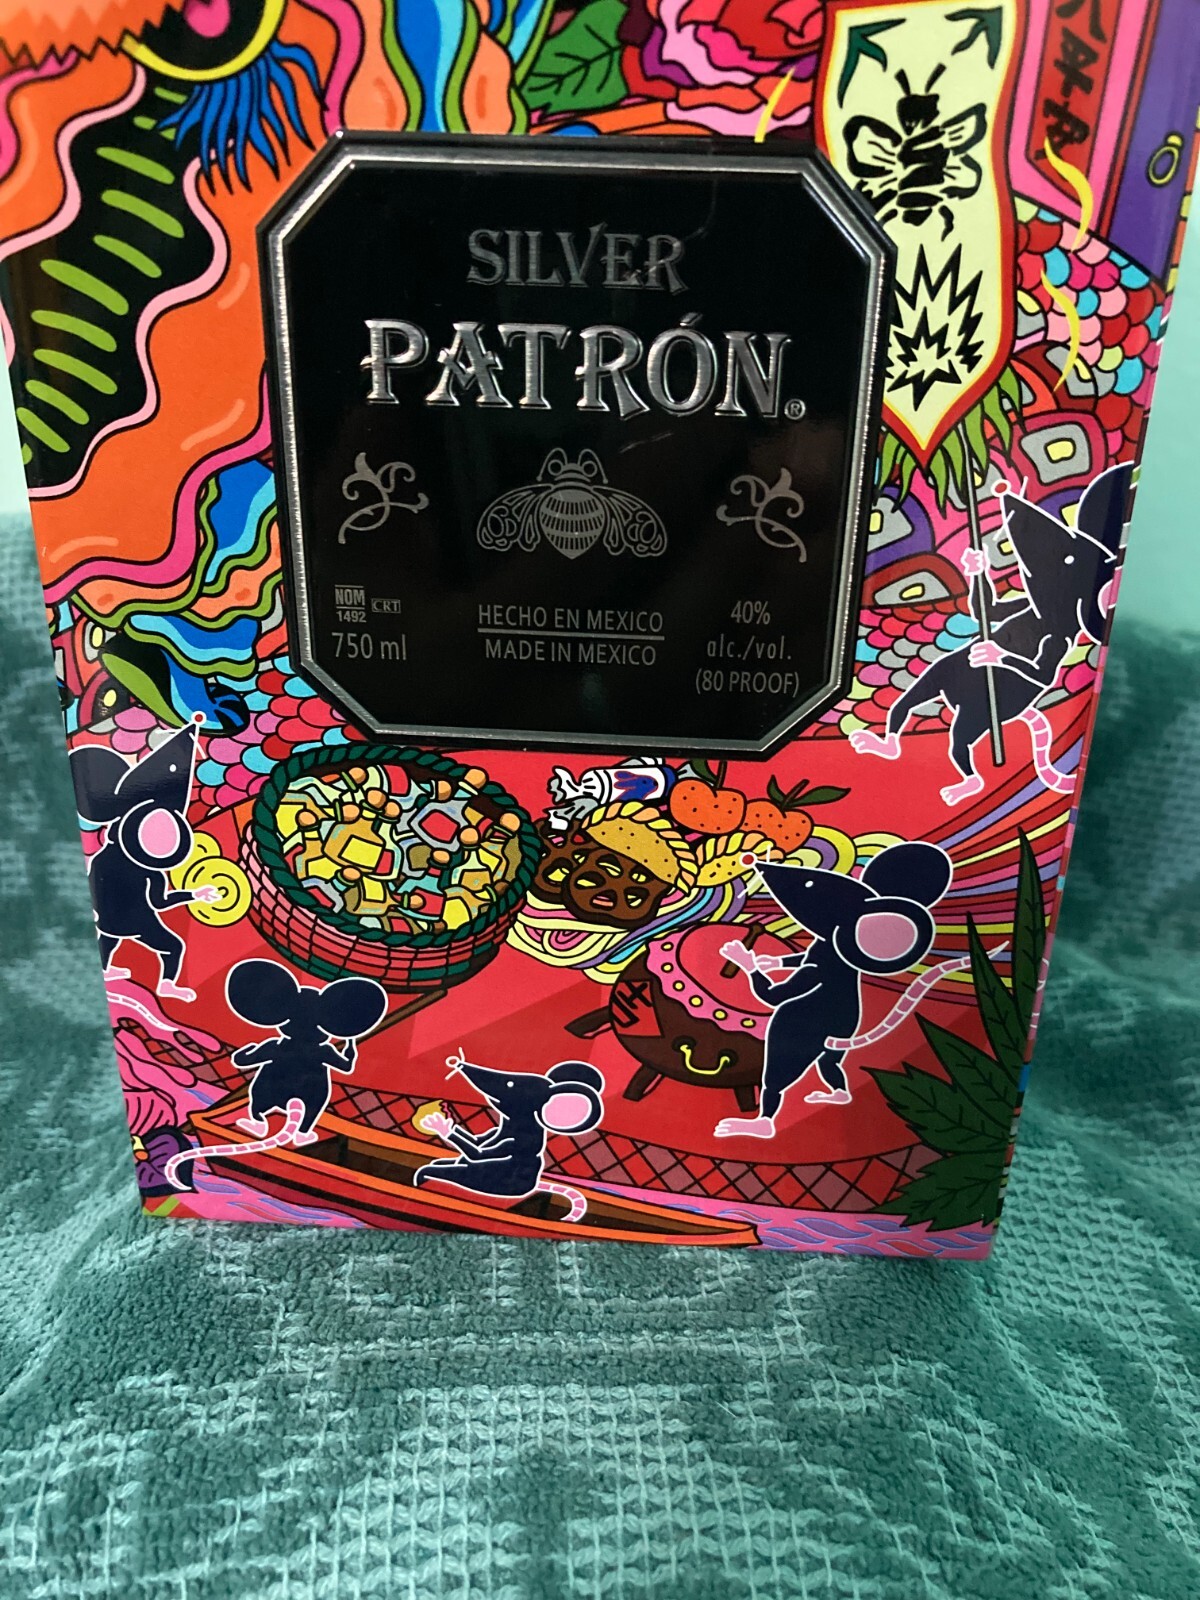 SILVER
PATRÓN®
NOM
1492
CRT
750 ml
HECHO EN MEXICO
MADE IN MEXICO
40%
alc./vol.
(80 PROOF)